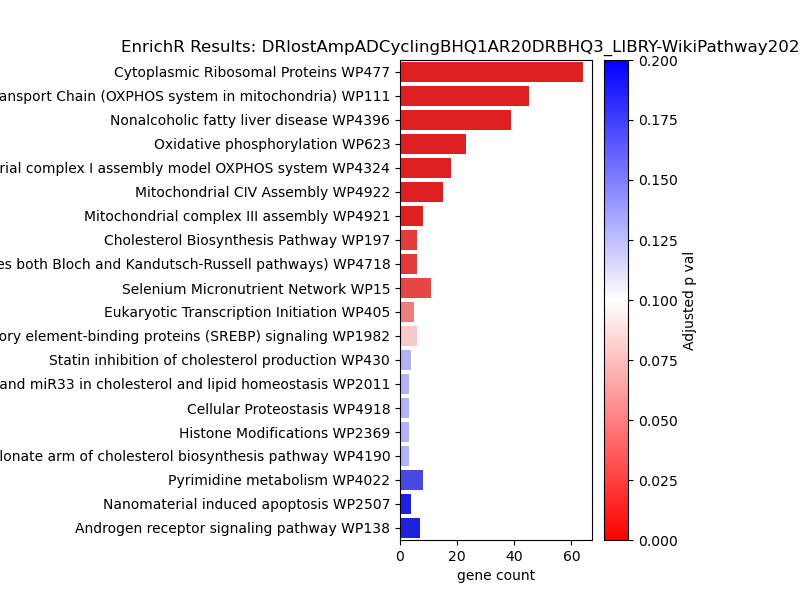 EnrichR Results: DRlostAmpADCyclingBHQ1AR20DRBHQ3_LIBRY-WikiPathway202
Cytoplasmic Ribosomal Proteins WP477
ansport Chain (OXPHOS system in mitochondria) WP111
Nonalcoholic fatty liver disease WP4396
Oxidative phosphorylation WP623
rial complex I assembly model OXPHOS system WP4324
Mitochondrial CIV Assembly WP4922
Mitochondrial complex III assembly WP4921
Cholesterol Biosynthesis Pathway WP197
es both Bloch and Kandutsch-Russell pathways) WP4718
Selenium Micronutrient Network WP15
Eukaryotic Transcription Initiation WP405
ory element-binding proteins (SREBP) signaling WP1982
Statin inhibition of cholesterol production WP430
and miR33 in cholesterol and lipid homeostasis WP2011
Cellular Proteostasis WP4918
Histone Modifications WP2369
lonate arm of cholesterol biosynthesis pathway WP4190
Pyrimidine metabolism WP4022
Nanomaterial induced apoptosis WP2507
Androgen receptor signaling pathway WP138
0 20 40 60
gene count
0.200
0.175
0.150
0.125
0.100
0.075
0.050
0.025
0.000
Adjusted p val